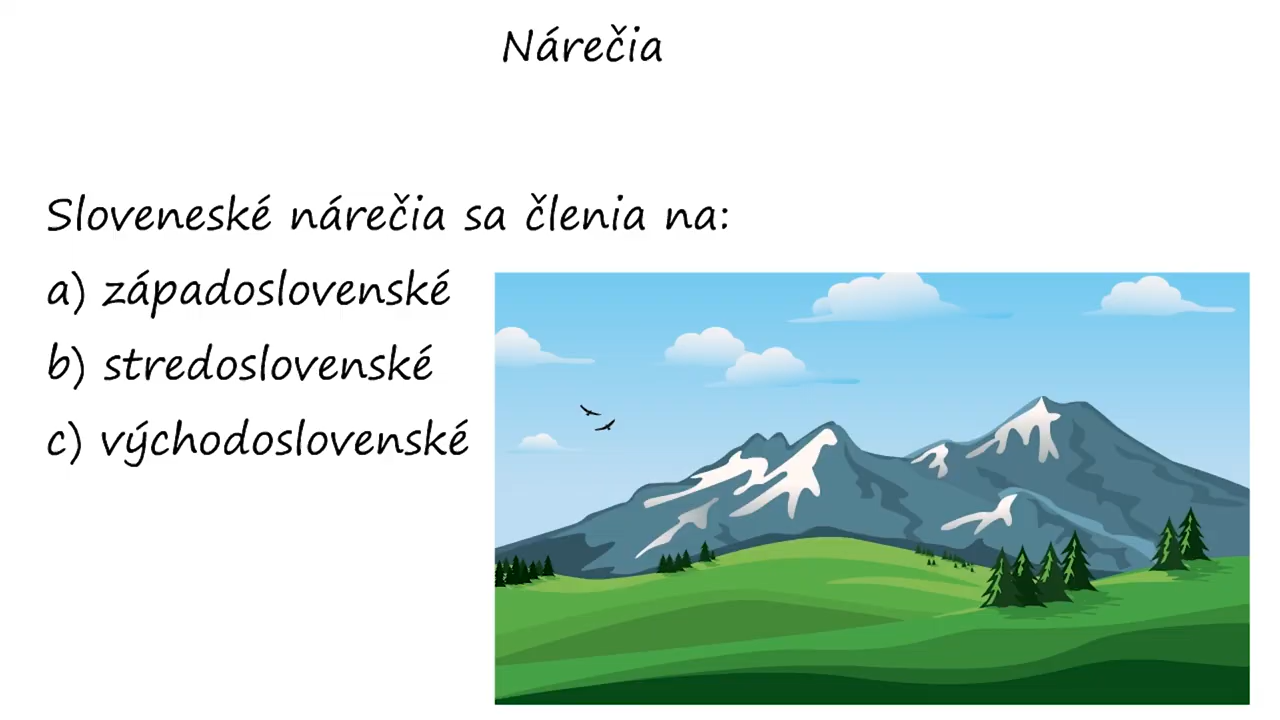 Nárečia
Sloveneské nárečia sa členia na:
a) západoslovenské
b) stredoslovenské
c) východoslovenské